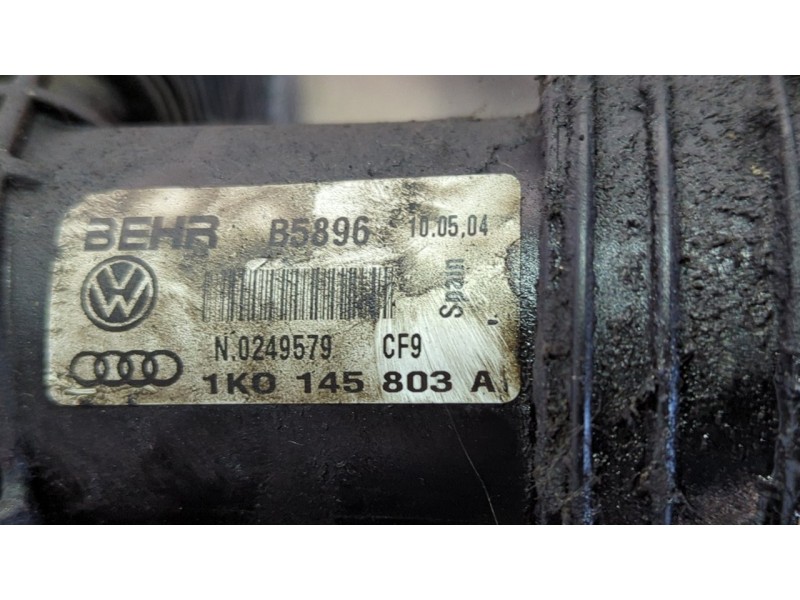 BEHR B5896 10.05,04
Spain
N.0249579 CF9
1K0 145 803 A